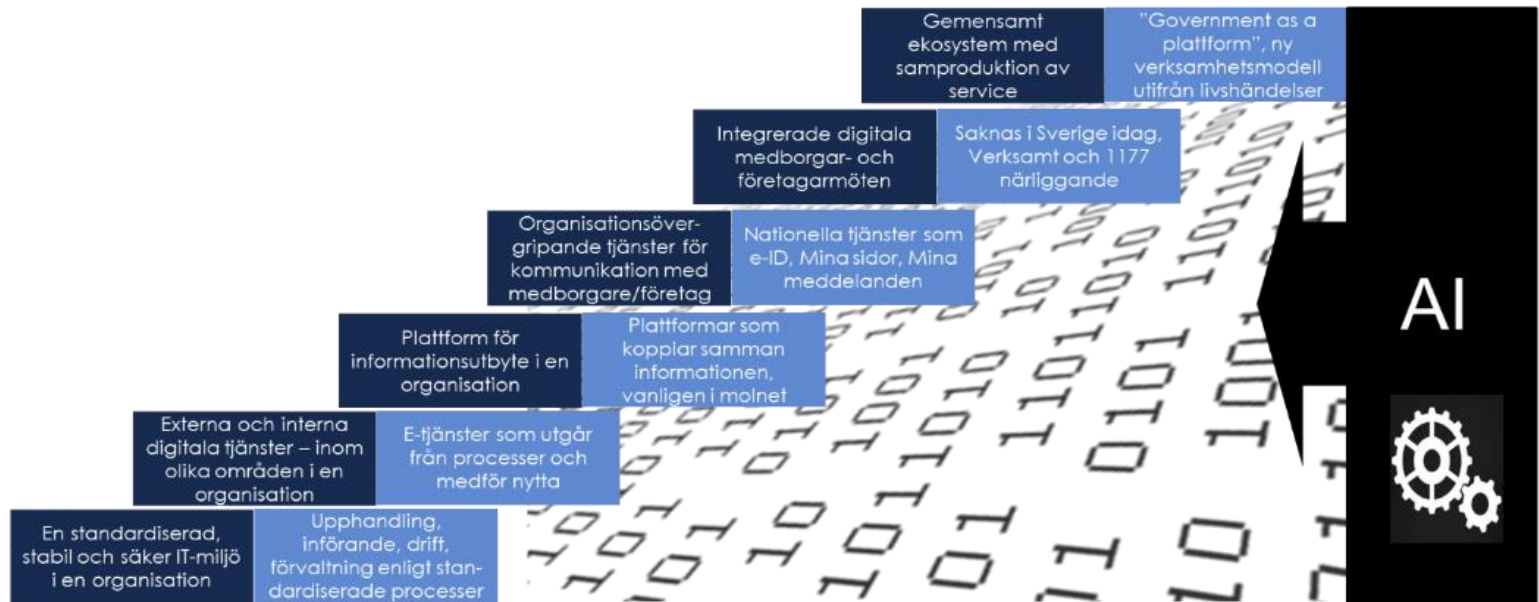 Gemensamt
ekosystem med
samproduktion av
service
"Government as a
plattform", ny
verksamhetsmodell
utifrån livshändelser
Integrerade digitala
medborgar- och
företagarmöten
Saknas i Sverige idag,
Verksamt och 1177
närliggande
Organisationsöver-
gripande tjänster för
kommunikation med
medborgare/företag
Nationella tjänster som
e-ID, Mina sidor, Mina
meddelanden
Plattform för
informationsutbyte i en
organisation
Plattformar som
kopplar samman
informationen,
vanligen i molnet
Externa och interna
digitala tjänster – inom
olika områden i en
organisation
E-tjänster som utgår
från processer och
medför nytta
En standardiserad,
stabil och säker IT-miljö
i en organisation
Upphandling,
införande, drift,
förvaltning enligt stan-
dardiserade processer
AI